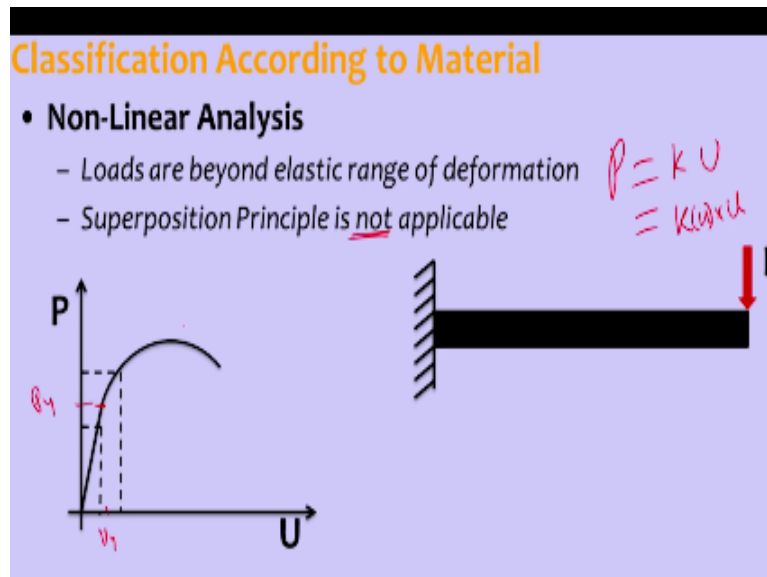 Classification According to Material
• Non-Linear Analysis
– Loads are beyond elastic range of deformation
– Superposition Principle is not applicable
P = K U
= K(u)×u
P
U